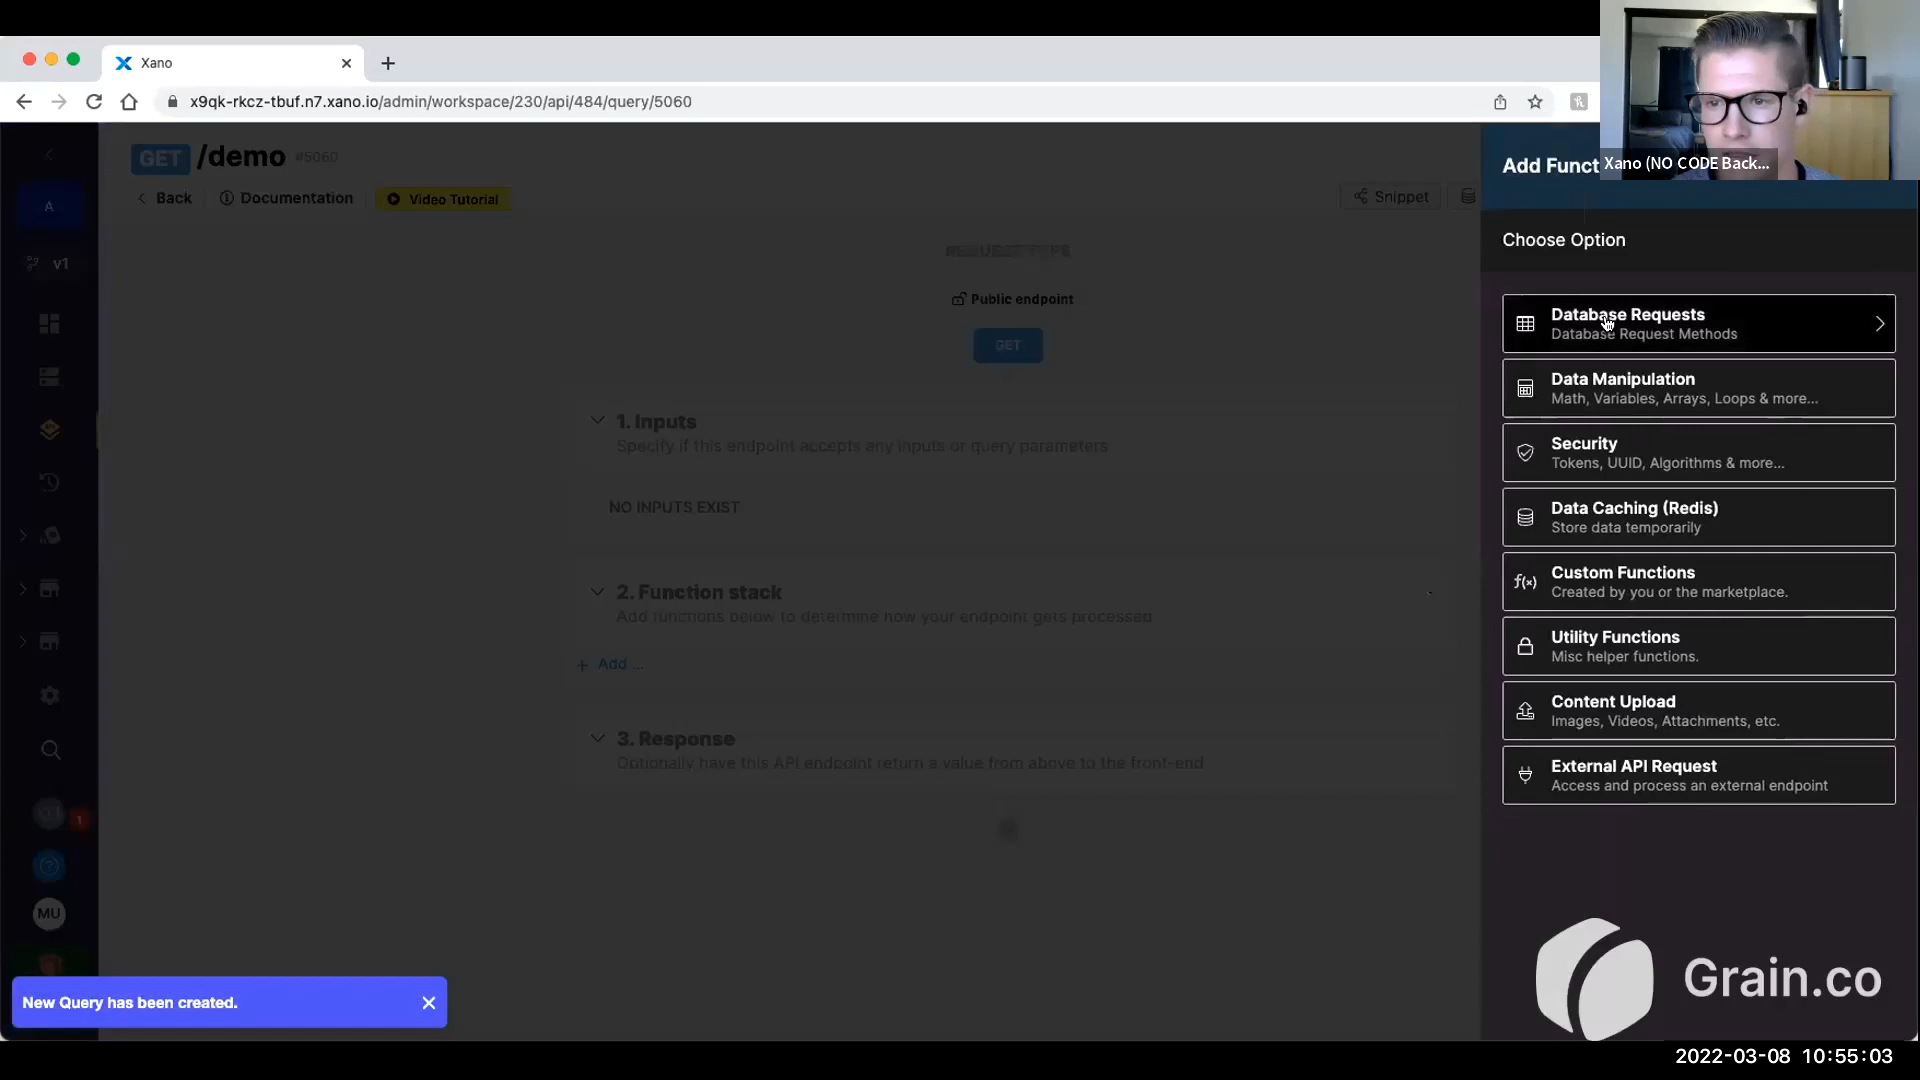 Xano
x9qk-rkcz-tbuf.n7.xano.io/admin/workspace/230/api/484/query/5060
Xano (NO CODE Back...
GET /demo #5060
Back
Documentation
Video Tutorial
Snippet
A
v1
REQUEST TYPE
Public endpoint
GET
1. Inputs
Specify if this endpoint accepts any inputs or query parameters
NO INPUTS EXIST
2. Function stack
Add functions below to determine how your endpoint gets processed
+ Add ...
3. Response
Optionally have this API endpoint return a value from above to the front-end
1
MU
New Query has been created.
Add Funct
Choose Option
Database Requests
Database Request Methods
Data Manipulation
Math, Variables, Arrays, Loops & more...
Security
Tokens, UUID, Algorithms & more...
Data Caching (Redis)
Store data temporarily
Custom Functions
Created by you or the marketplace.
Utility Functions
Misc helper functions.
Content Upload
Images, Videos, Attachments, etc.
External API Request
Access and process an external endpoint
Grain.co
2022-03-08 10:55:03